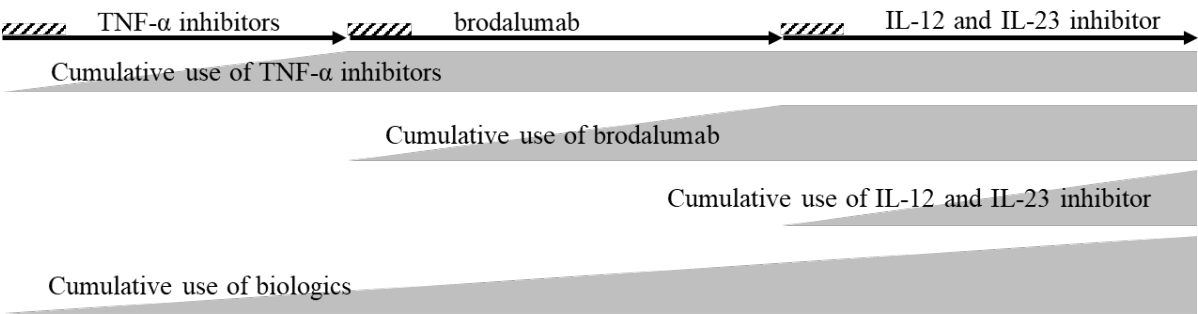 TNF-α inhibitors brodalumab IL-12 and IL-23 inhibitor
Cumulative use of TNF-α inhibitors
Cumulative use of brodalumab
Cumulative use of IL-12 and IL-23 inhibitor
Cumulative use of biologics